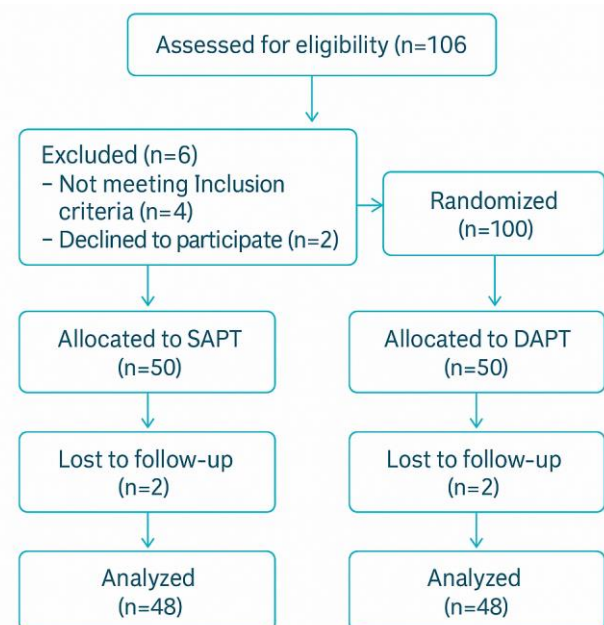 Assessed for eligibility (n=106
Excluded (n=6)
– Not meeting Inclusion
criteria (n=4)
– Declined to participate (n=2)
Randomized
(n=100)
Allocated to SAPT
(n=50)
Allocated to DAPT
(n=50)
Lost to follow-up
(n=2)
Lost to follow-up
(n=2)
Analyzed
(n=48)
Analyzed
(n=48)